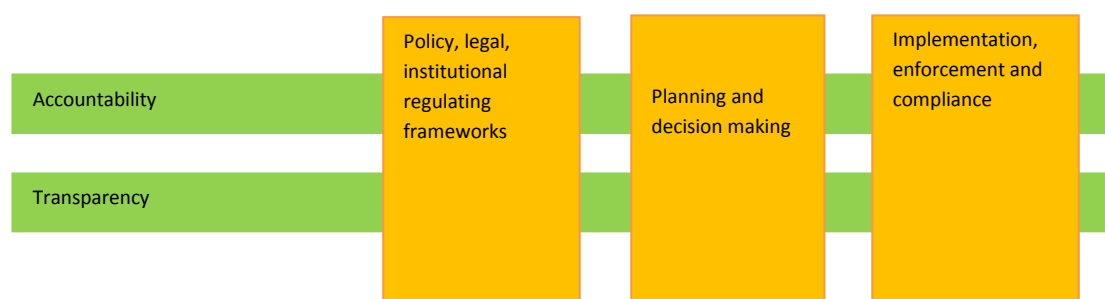 Accountability
Transparency
Policy, legal,
institutional
regulating
frameworks
Planning and
decision making
Implementation,
enforcement and
compliance